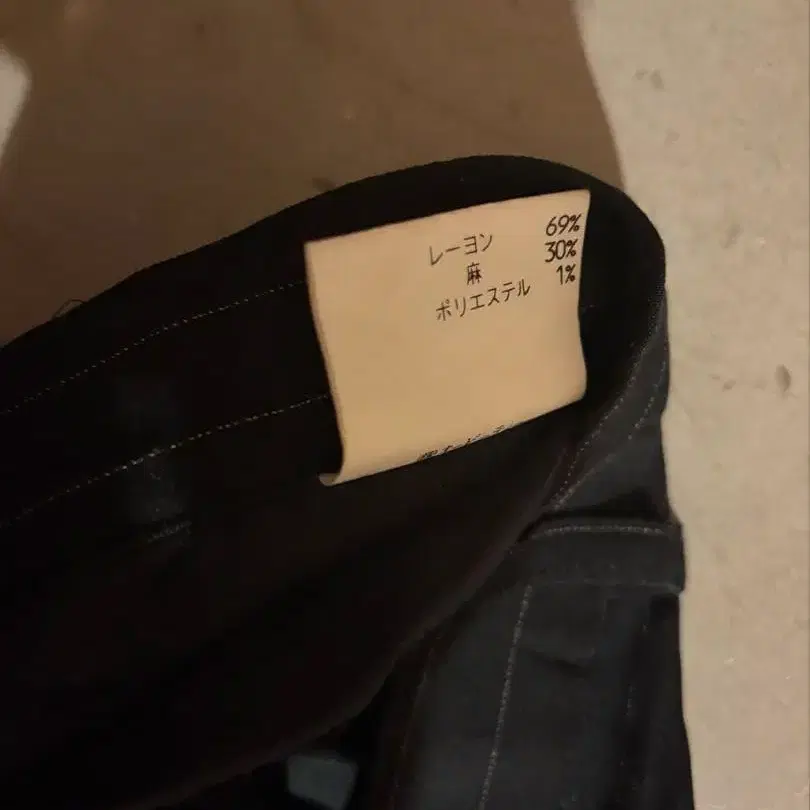 レーヨン 69%
麻 30%
ポリエステル 1%